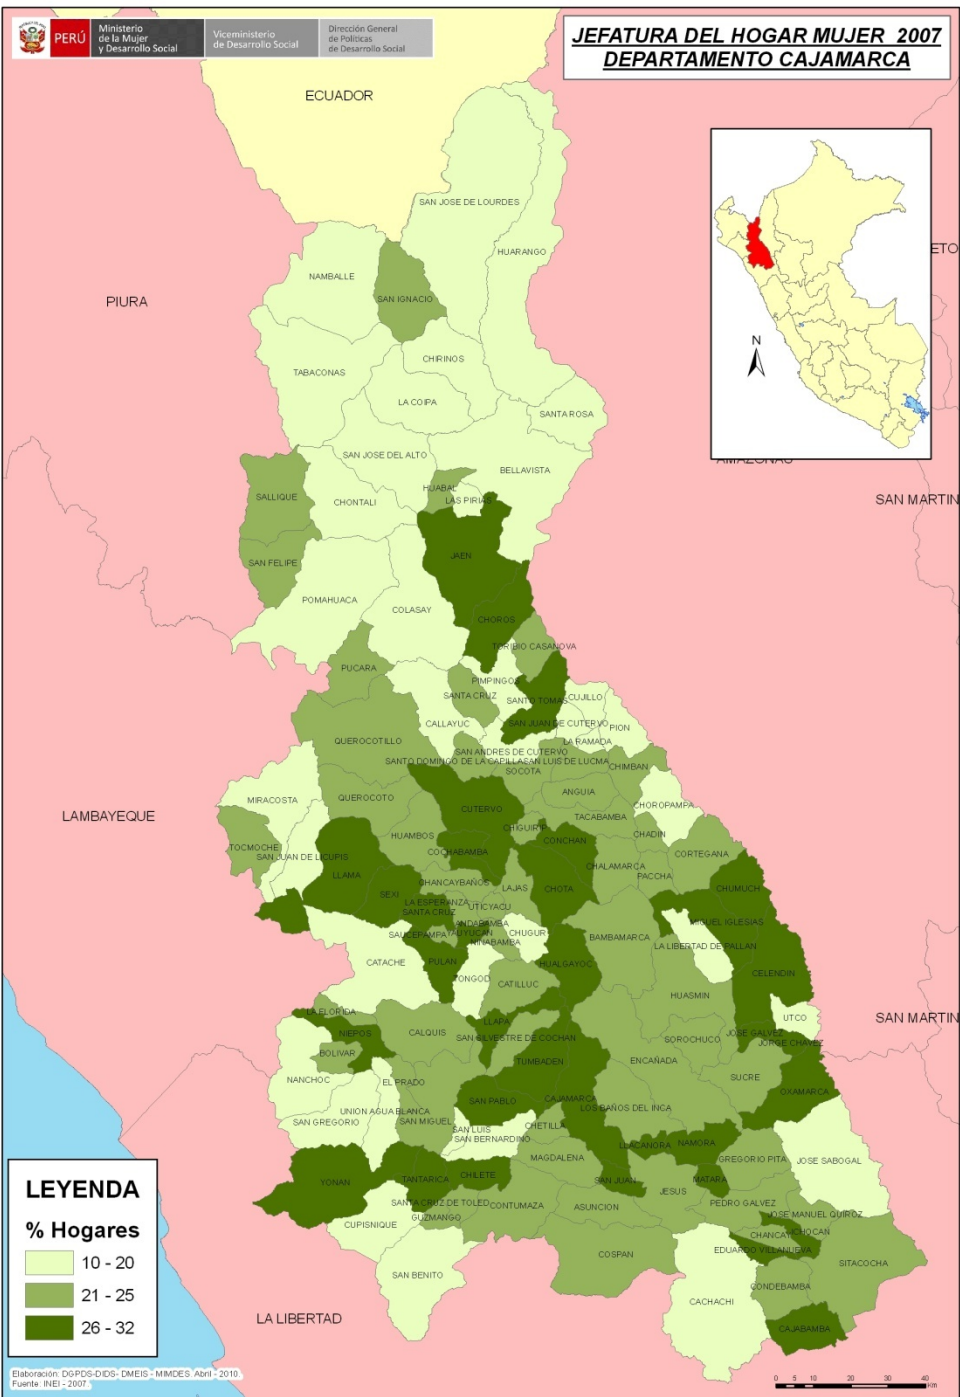 PERÚ
Ministerio
de la Mujer
y Desarrollo Social
Viceministerio
de Desarrollo Social
Dirección General
de Políticas
de Desarrollo Social
JEFATURA DEL HOGAR MUJER 2007
DEPARTAMENTO CAJAMARCA
ECUADOR
SAN JOSE DE LOURDES
HUARANGO
ETO
NAMBALLE
SAN IGNACIO
PIURA
N
CHIRINOS
TABACONAS
LA COIPA
SANTA ROSA
SAN JOSE DEL ALTO
AMAZONAS
BELLAVISTA
HUABAL
SALLIQUE
LAS PIRIAS
CHONTALI
SAN MARTIN
JAEN
SAN FELIPE
POMAHUACA
COLASAY
CHOROS
TORIBIO CASANOVA
PUCARA
PIMPINGOS
SANTA CRUZ
SANTO TOMAS
CUJILLO
CALLAYUC
SAN JUAN DE CUTERVO
PION
QUEROCOTILLO
LA RAMADA
SAN ANDRES DE CUTERVO
SANTO DOMINGO DE LA CAPILLA
SAN LUIS DE LUCMA
SOCOTA
CHIMBAN
ANGUIA
MIRACOSTA
QUEROCOTO
CHOROPAMPA
CUTERVO
LAMBAYEQUE
TACABAMBA
CHIGUIRIP
HUAMBOS
CHADIN
CONCHAN
TOCMOCHE
SAN JUAN DE LICUPIS
COCHABAMBA
CORTEGANA
CHALAMARCA
LLAMA
PACCHA
CHANCAYBAÑOS
LAJAS
CHOTA
CHUMUCH
SEXI
LA ESPERANZA
UTICYACU
SANTA CRUZ
ANDABAMBA
MIGUEL IGLESIAS
SAUCEPAMPA
YAUYUCAN
CHUGUR
BAMBAMARCA
NINABAMBA
LA LIBERTAD DE PALLAN
CATACHE
PULAN
HUALGAYOC
CELENDIN
TONGOD
CATILLUC
HUASMIN
LA FLORIDA
UTCO
SAN MARTIN
LLAPA
NIEPOS
CALQUIS
SAN SILVESTRE DE COCHAN
SOROCHUCO
JOSE GALVEZ
JORGE CHAVEZ
BOLIVAR
TUMBADEN
ENCAÑADA
NANCHOC
EL PRADO
SUCRE
OXAMARCA
SAN PABLO
CAJAMARCA
LOS BAÑOS DEL INCA
UNION AGUA BLANCA
SAN GREGORIO
SAN MIGUEL
SAN LUIS
CHETILLA
SAN BERNARDINO
LLACANORA
NAMORA
MAGDALENA
GREGORIO PITA
JOSE SABOGAL
YONAN
TANTARICA
CHILETE
SAN JUAN
MATARA
JESUS
SANTA CRUZ DE TOLED
CONTUMAZA
ASUNCION
PEDRO GALVEZ
GUZMANGO
JOSE MANUEL QUIROZ
CUPISNIQUE
CHANCAY
ICHOCAN
COSPAN
EDUARDO VILLANUEVA
SITACOCHA
SAN BENITO
CONDEBAMBA
CACHACHI
LA LIBERTAD
CAJABAMBA
LEYENDA
% Hogares
10 - 20
21 - 25
26 - 32
Elaboración: DGPDS-DIDS- DMEIS - MIMDES. Abril - 2010.
Fuente: INEI - 2007.
0 5 10 20 30 40
Km